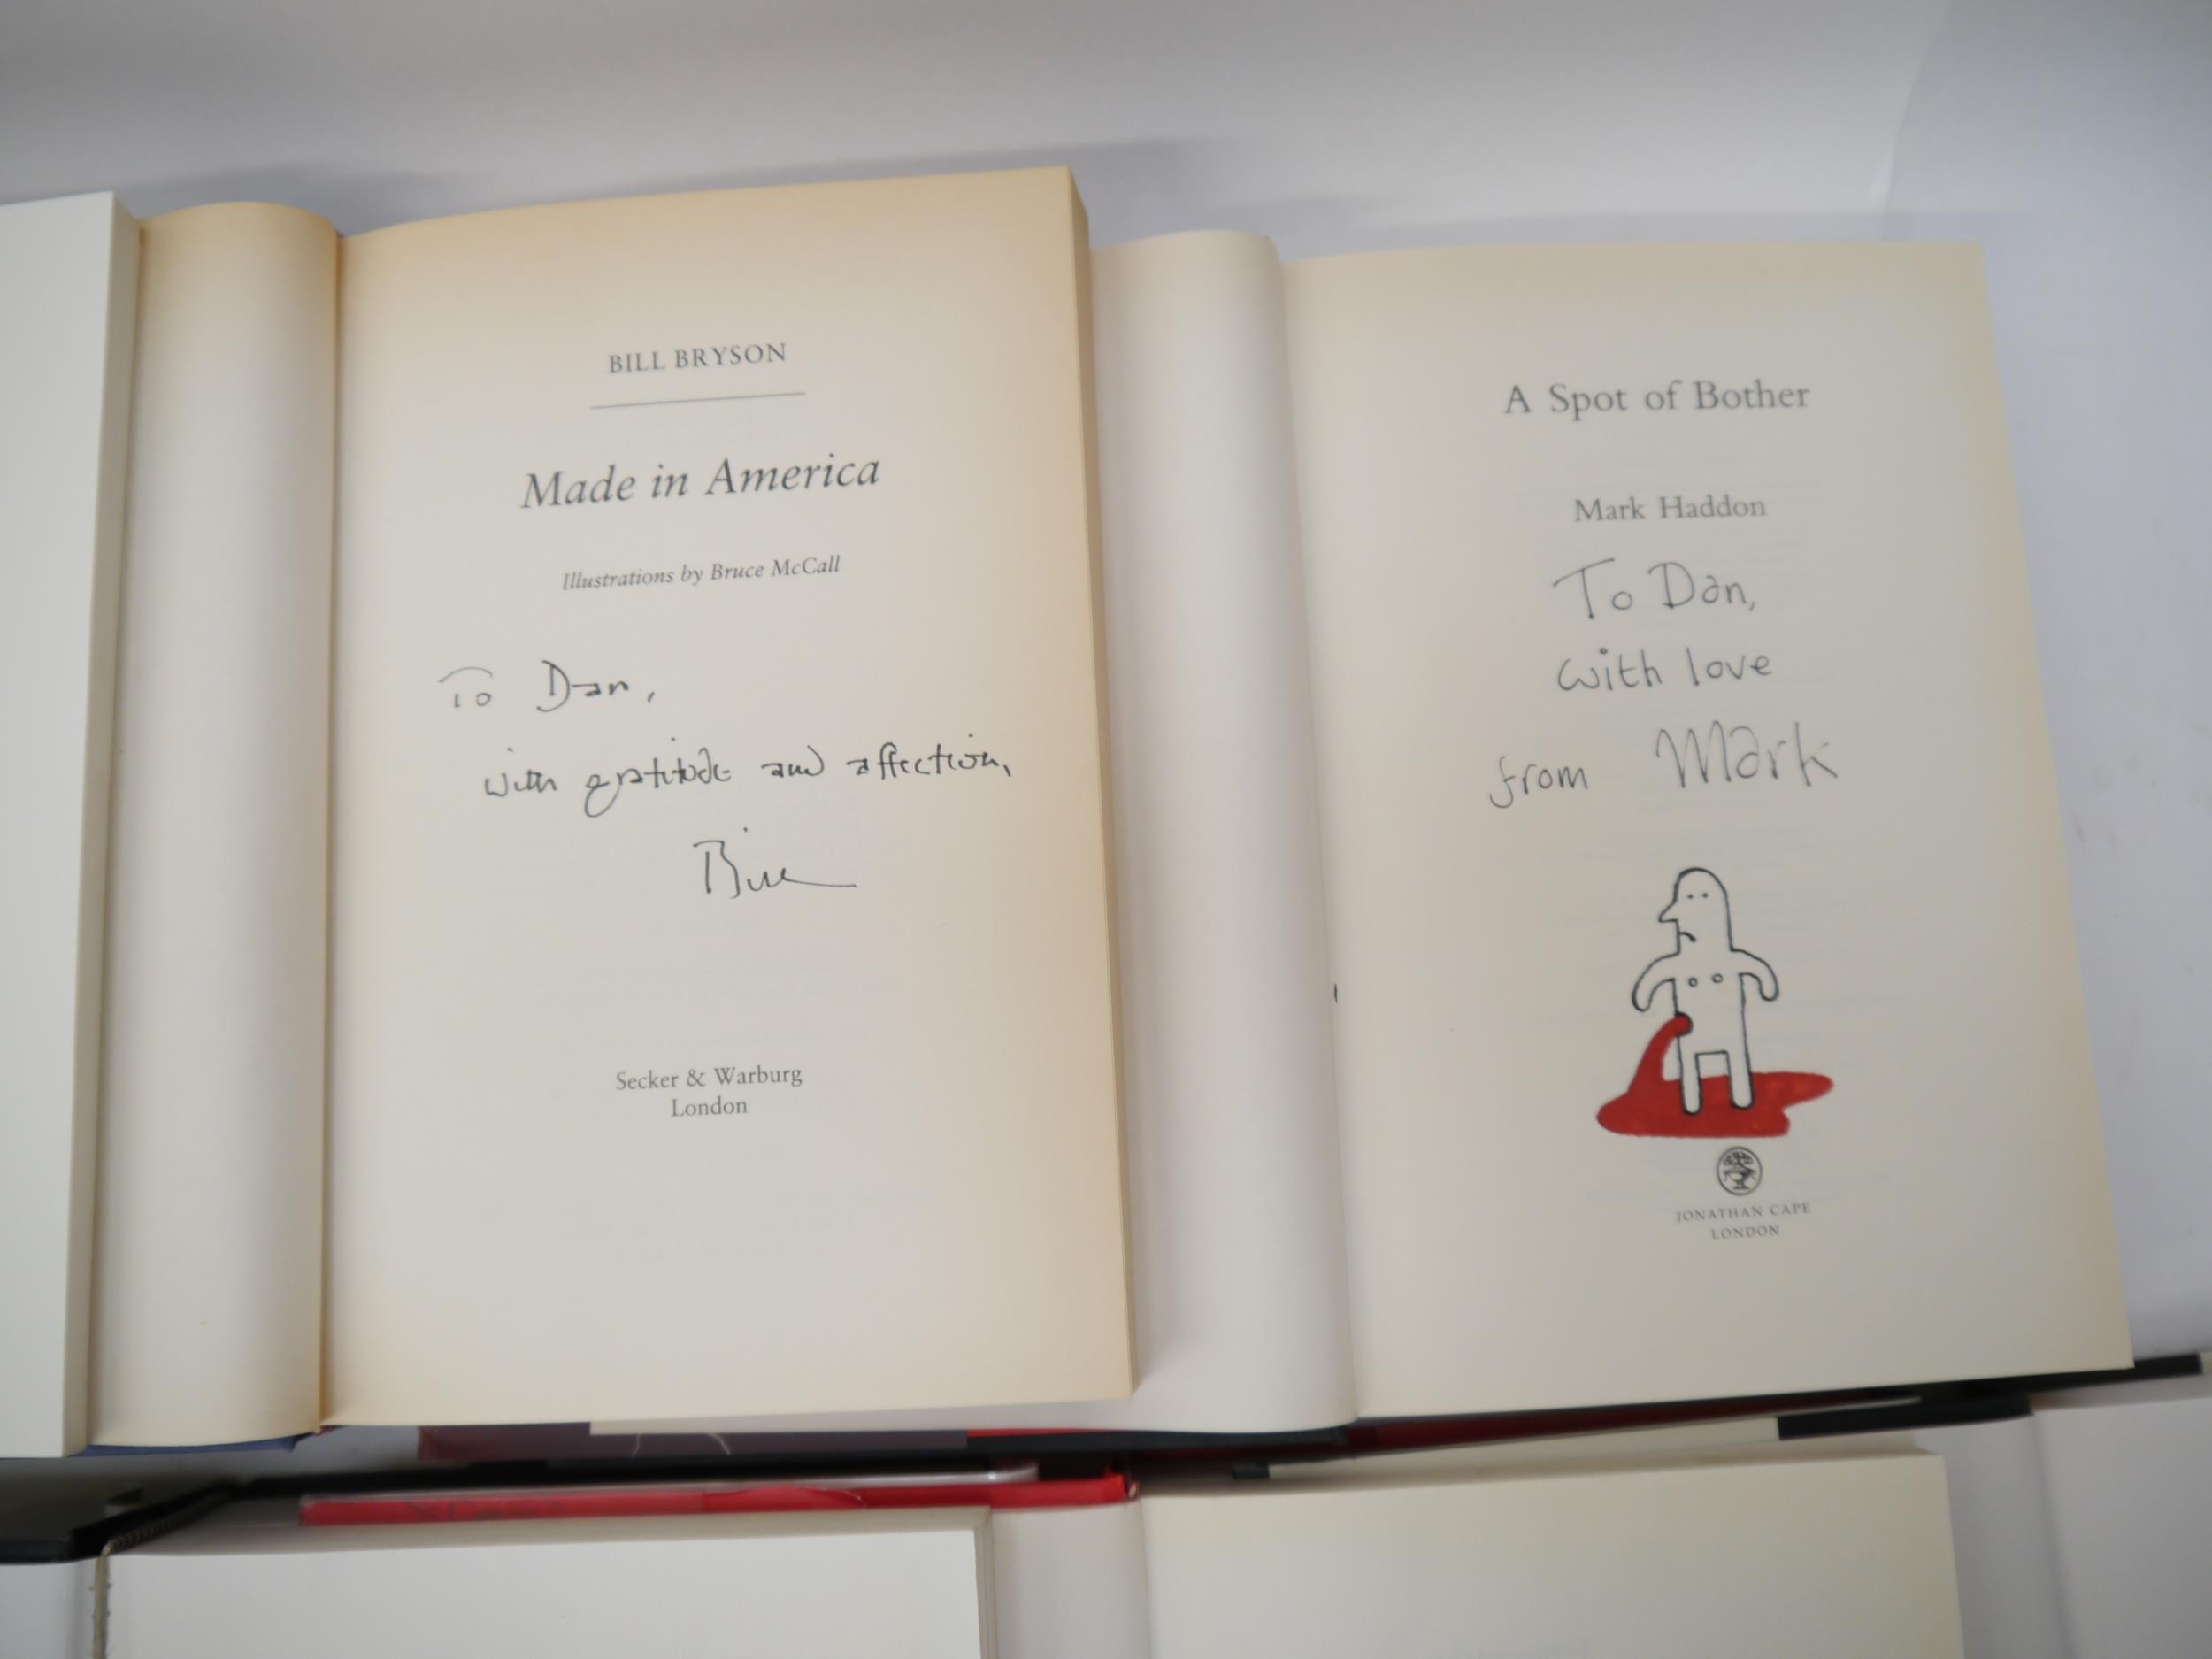 BILL BRYSON
Made in America
Illustrations by Bruce McCall
To Dan,
with gratitude and affection,
Bill
Secker & Warburg
London
A Spot of Bother
Mark Haddon
To Dan,
with love
from Mark
JONATHAN CAPE
LONDON